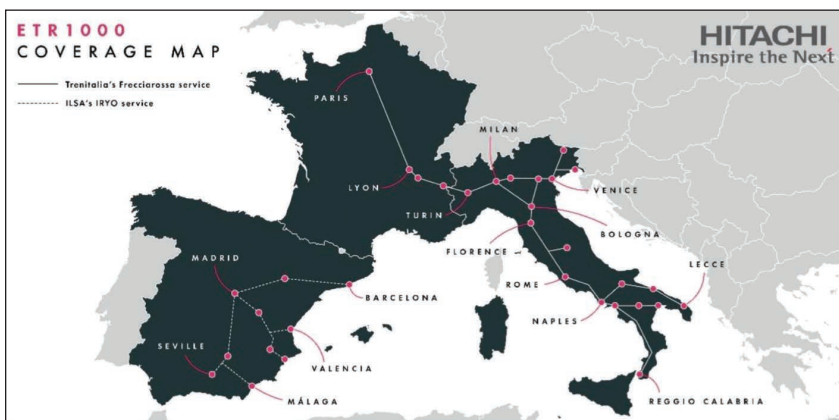 ETR1000
COVERAGE MAP
Trenitalia's Frecciarossa service
ILSA's IRYO service
HITACHI
Inspire the Next
PARIS
MILAN
LYON
VENICE
TURIN
BOLOGNA
MADRID
FLORENCE
LECCE
BARCELONA
ROME
NAPLES
SEVILLE
VALENCIA
MÁLAGA
REGGIO CALABRIA